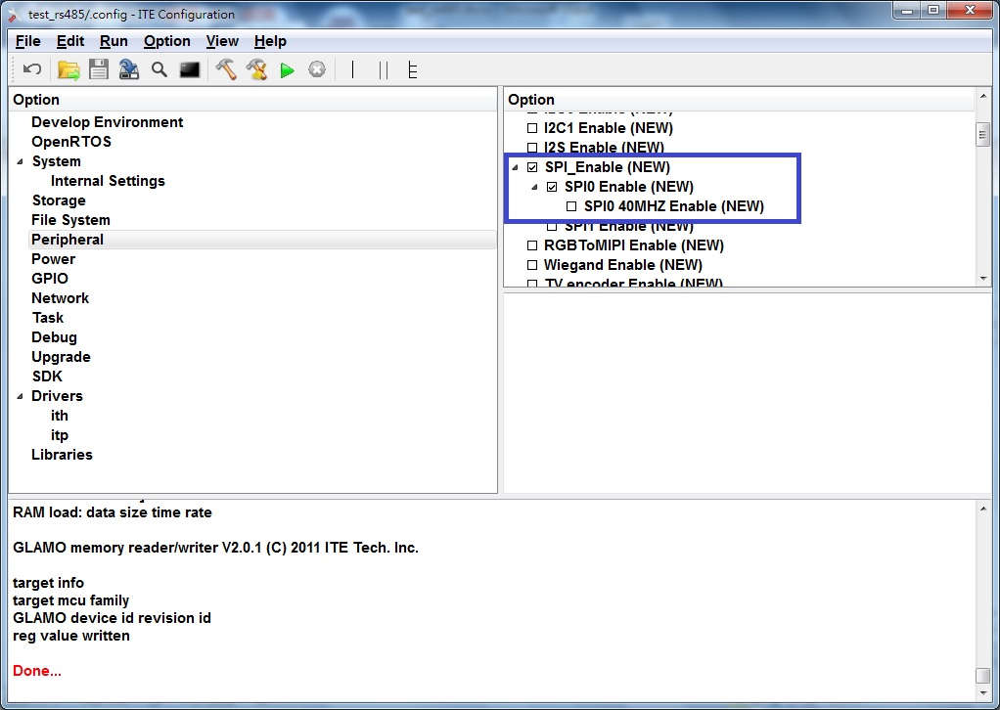 test_rs485/.config - ITE Configuration
File Edit Run Option View Help
Option
Develop Environment
OpenRTOS
System
Internal Settings
Storage
File System
Peripheral
Power
GPIO
Network
Task
Debug
Upgrade
SDK
Drivers
ith
itp
Libraries
Option
I2C1 Enable (NEW)
I2S Enable (NEW)
SPI_Enable (NEW)
SPI0 Enable (NEW)
SPI0 40MHZ Enable (NEW)
SPI1 Enable (NEW)
RGBToMIPI Enable (NEW)
Wiegand Enable (NEW)
TV encoder Enable (NEW)
RAM load: data size time rate
GLAMO memory reader/writer V2.0.1 (C) 2011 ITE Tech. Inc.
target info
target mcu family
GLAMO device id revision id
reg value written
Done...